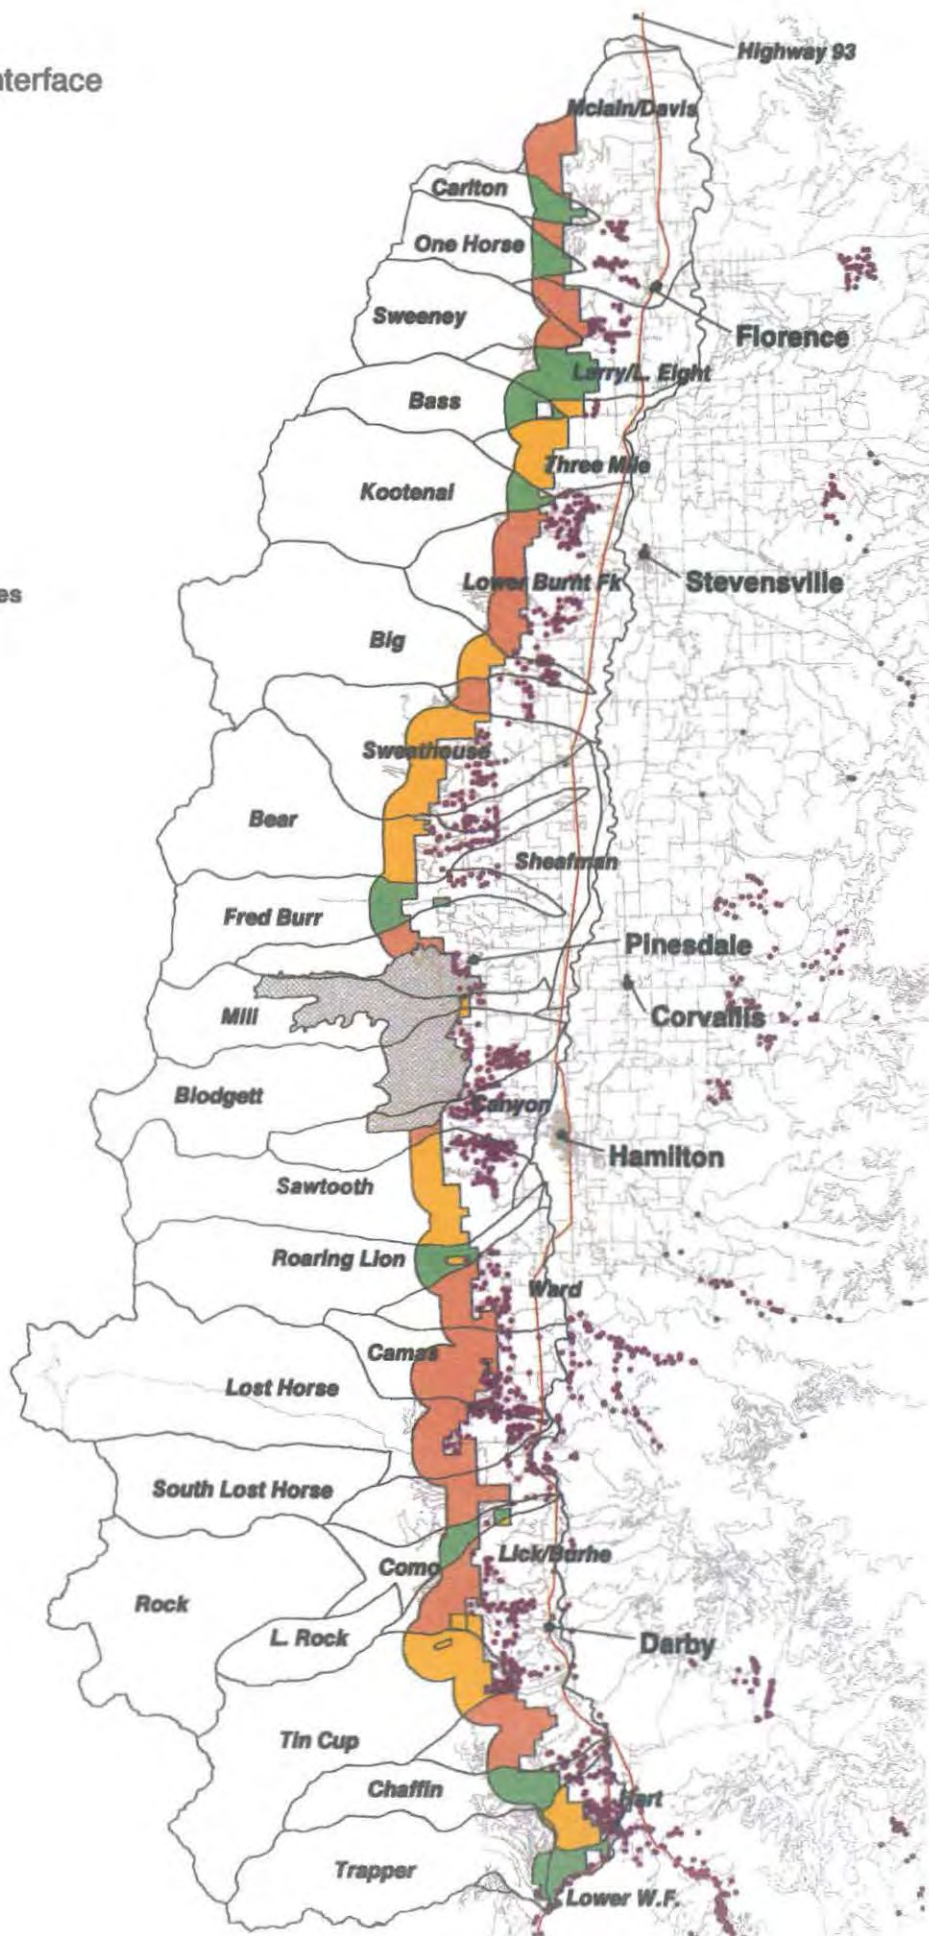 nterface
Highway 93
Mclain/Davis
Carlton
One Horse
Sweeney
Florence
Larry/L. Eight
Bass
Three Mile
Kootenai
Stevensville
Lower Burnt Fk
es
Big
Sweathouse
Bear
Sheafman
Fred Burr
Pinesdale
Mill
Corvallis
Blodgett
Canyon
Hamilton
Sawtooth
Roaring Lion
Ward
Camas
Lost Horse
South Lost Horse
Lick/Burhe
Como
Rock
L. Rock
Darby
Tin Cup
Chaffin
Hart
Trapper
Lower W.F.